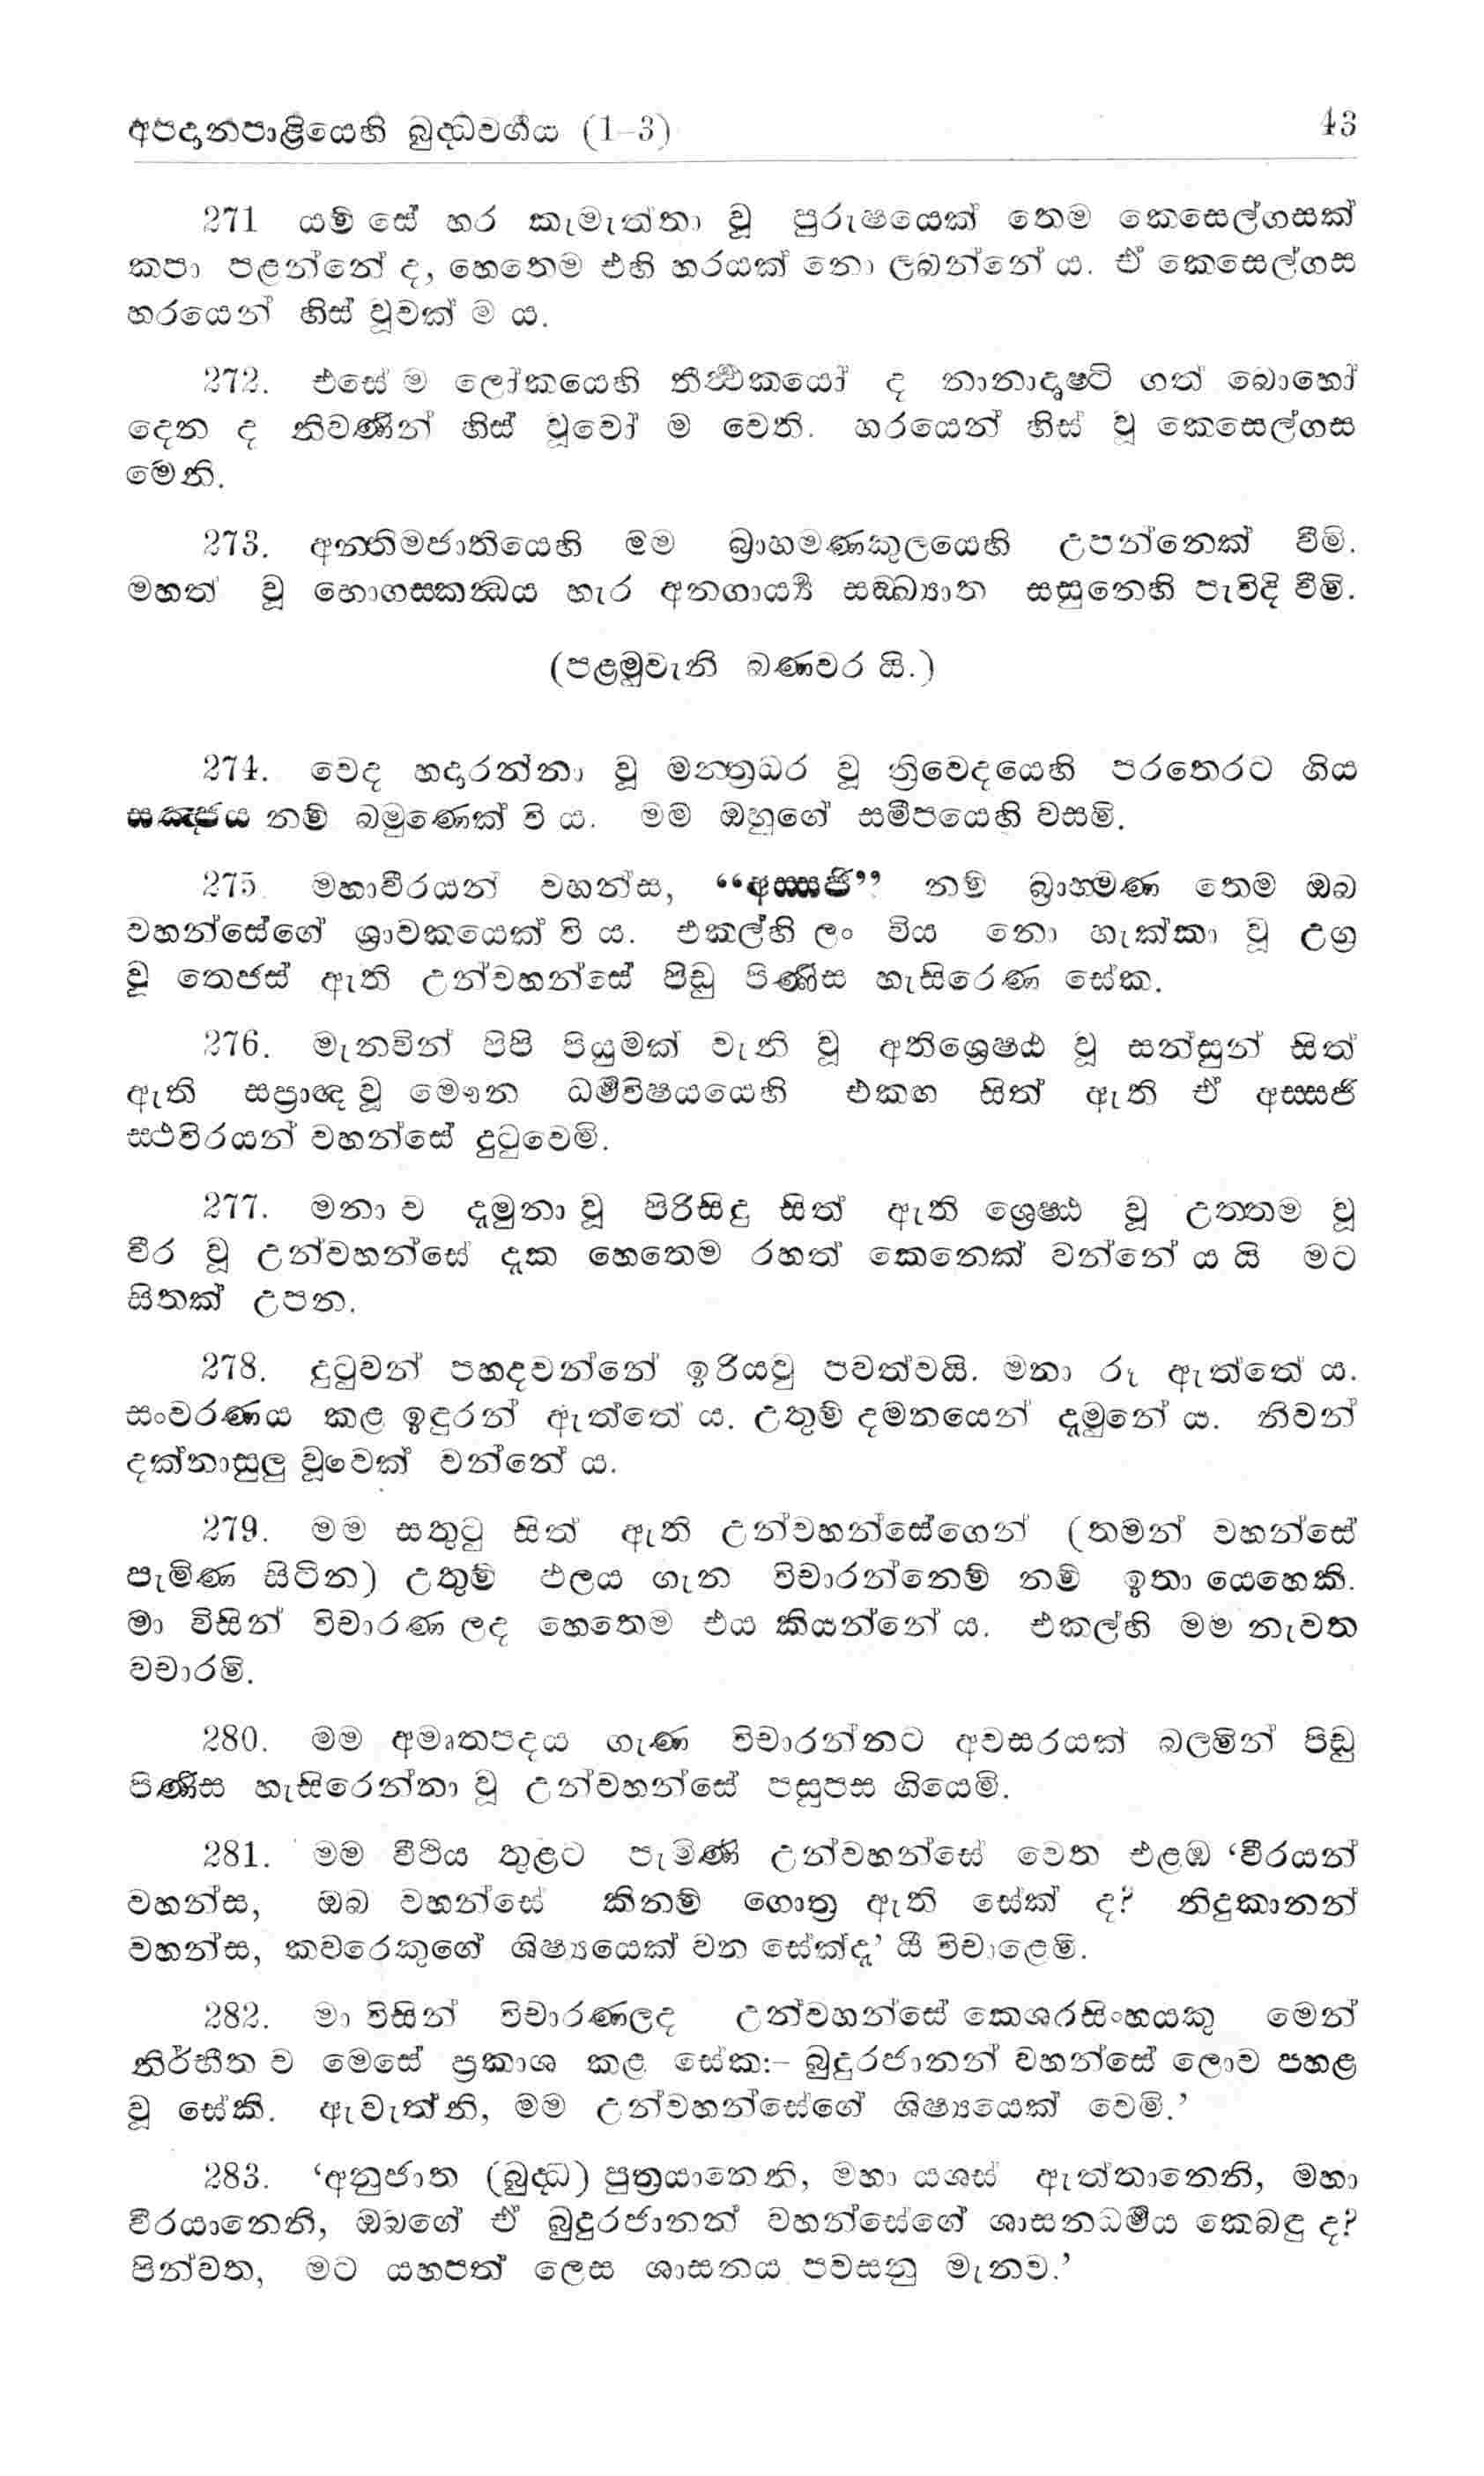 අපදානපාළියෙහි බුද්ධවර්ගය (1-3) 43
271 යම් සේ හර කැමැත්තා වූ පුරුෂයෙක් තෙම කෙසෙල්ගසක්
කපා පළන්නේ ද, හෙතෙම එහි හරයක් නො ලබන්නේ ය. ඒ කෙසෙල්ගස
හරයෙන් හිස් වූවක් ම ය.
272. එසේ ම ලෝකයෙහි තීර්ථකයෝ ද නානාදෘෂ්ටි ගත් බොහෝ
දෙන ද නිවණින් හිස් වූවෝ ම වෙති. හරයෙන් හිස් වූ කෙසෙල්ගස
මෙනි.
273. අන්තිමජාතියෙහි මම බ්‍රාහ්මණකුලයෙහි උපන්නෙක් වීමි.
මහත් වූ භොගස්කන්ධය හැර අනගාර්ය්‍ය සඞ්ඛ්‍යාත සසුනෙහි පැවිදි වීමි.
(පළමුවැනි බණවර යි.)
274. වෙද හදාරන්නා වූ මන්ත්‍රධර වූ ත්‍රිවෙදයෙහි පරතෙරට ගිය
සඤ්ජය නම් බමුණෙක් වි ය. මම ඔහුගේ සමීපයෙහි වසමි.
275. මහාවීරයන් වහන්ස, “අස්සජි” නම් බ්‍රාහ්මණ තෙම ඔබ
වහන්සේගේ ශ්‍රාවකයෙක් වි ය. එකල්හි ලං විය නො හැක්කා වූ උග්‍ර
වූ තෙජස් ඇති උන්වහන්සේ පිඬු පිණිස හැසිරෙණ සේක.
276. මැනවින් පිපි පියුමක් වැනි වූ අතිශ්‍රෙෂ්ඨ වූ සන්සුන් සිත්
ඇති සප්‍රාඥ වූ මෞන ධර්මවිෂයයෙහි එකඟ සිත් ඇති ඒ අස්සජි
ස්ථවිරයන් වහන්සේ දුටුවෙමි.
277. මනා ව දැමුනා වූ පිරිසිදු සිත් ඇති ශ්‍රෙෂ්ඨ වූ උත්තම වූ
වීර වූ උන්වහන්සේ දැක හෙතෙම රහත් කෙනෙක් වන්නේ ය යි මට
සිතක් උපන.
278. දුටුවන් පහදවන්නේ ඉරියවු පවත්වයි. මනා රූ ඇත්තේ ය.
සංවරණය කළ ඉඳුරන් ඇත්තේ ය. උතුම් දමනයෙන් දැමුනේ ය. නිවන්
දක්නාසුලු වූවෙක් වන්නේ ය.
279. මම සතුටු සිත් ඇති උන්වහන්සේගෙන් (තමන් වහන්සේ
පැමිණ සිටින) උතුම් ඵලය ගැන විචාරන්නෙම් නම් ඉතා යෙහෙකි.
මා විසින් විචාරණ ලද හෙතෙම එය කියන්නේ ය. එකල්හි මම නැවත
වචාරමි.
280. මම අමෘතපදය ගැණ විචාරන්නට අවසරයක් බලමින් පිඬු
පිණිස හැසිරෙන්නා වූ උන්වහන්සේ පසුපස ගියෙමි.
281. මම වීථිය තුළට පැමිණි උන්වහන්සේ වෙත එළඹ ‘වීරයන්
වහන්ස, ඔබ වහන්සේ කිනම් ගොත්‍ර ඇති සේක් ද? නිදුකානන්
වහන්ස, කවරෙකුගේ ශිෂ්‍යයෙක් වන සේක්දැ’ යී විචාළෙමි.
282. මා විසින් විචාරණලද උන්වහන්සේ කෙශරසිංහයකු මෙන්
නිර්භීත ව මෙසේ ප්‍රකාශ කළ සේක:- බුදුරජානන් වහන්සේ ලොව පහළ
වූ සේකි. ඇවැත්නි, මම උන්වහන්සේගේ ශිෂ්‍යයෙක් වෙමි.’
283. ‘අනුජාත (බුද්ධ) පුත්‍රයානෙනි, මහා යශස් ඇත්තානෙනි, මහා
වීරයානෙනි, ඔබගේ ඒ බුදුරජානන් වහන්සේගේ ශාසනධර්මය කෙබඳු ද?
පින්වත, මට යහපත් ලෙස ශාසනය පවසනු මැනව.’